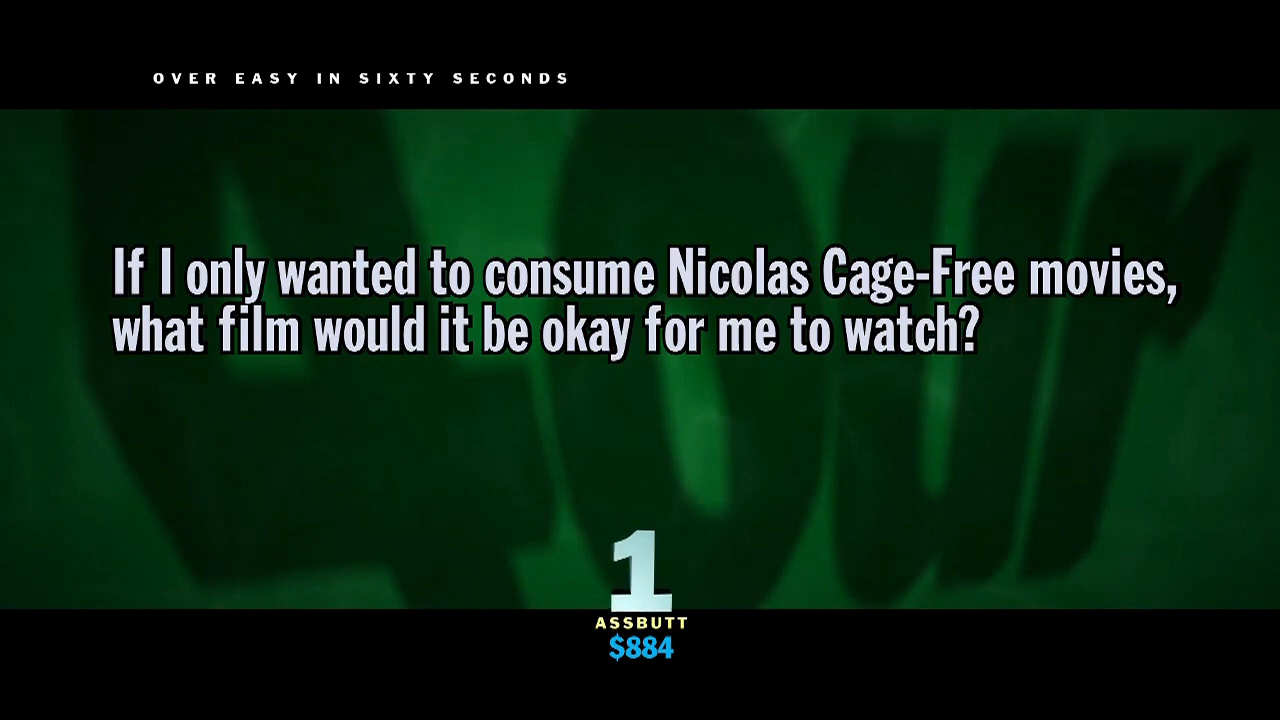 OVER EASY IN SIXTY SECONDS
If I only wanted to consume Nicolas Cage-Free movies,
what film would it be okay for me to watch?
1
ASSBUTT
$884